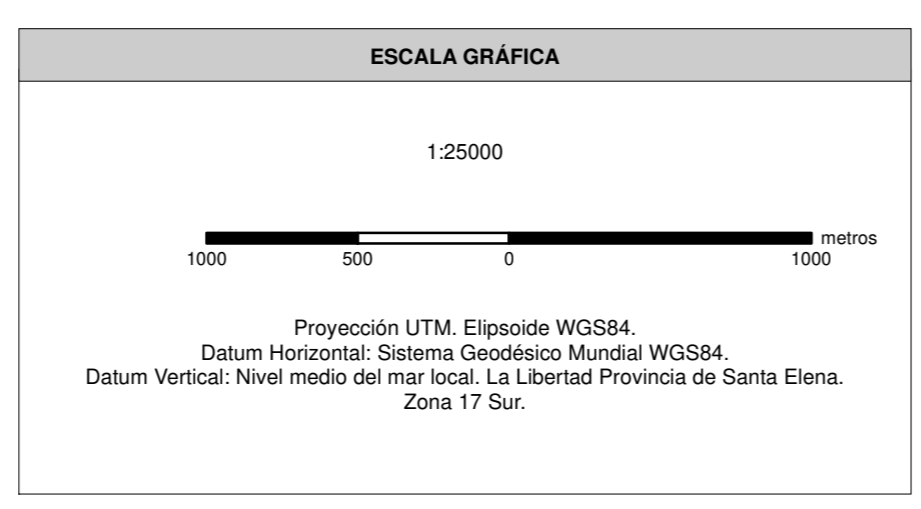 ESCALA GRÁFICA
1:25000
metros
1000 500 0 1000
Proyección UTM. Elipsoide WGS84.
Datum Horizontal: Sistema Geodésico Mundial WGS84.
Datum Vertical: Nivel medio del mar local. La Libertad Provincia de Santa Elena.
Zona 17 Sur.